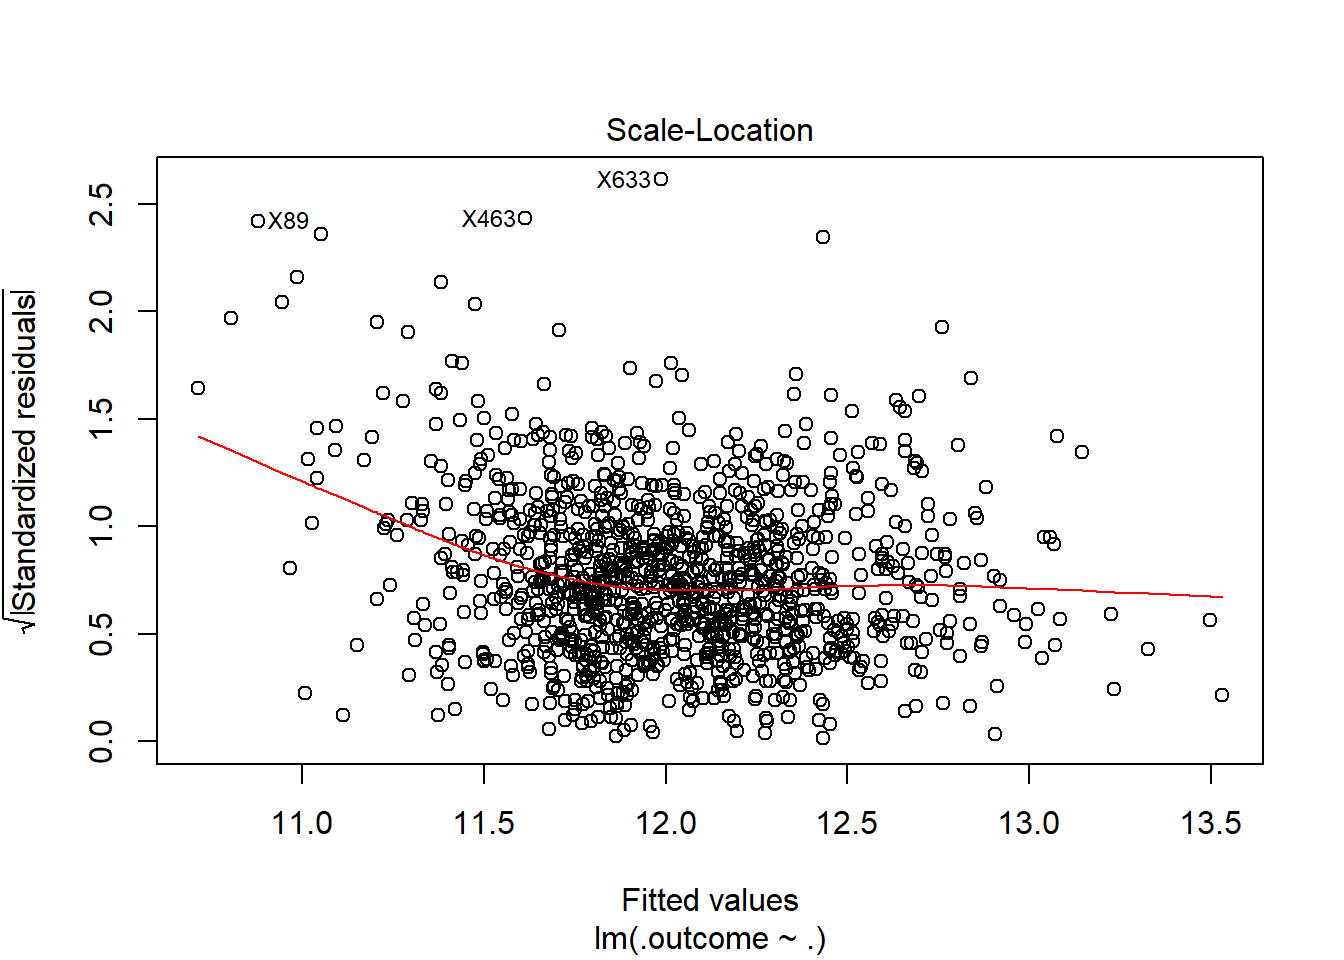 Scale-Location
X633
X89
X463
√|Standardized residuals|
2.5
2.0
1.5
1.0
0.5
0.0
11.0 11.5 12.0 12.5 13.0 13.5
Fitted values
lm(.outcome ~ .)